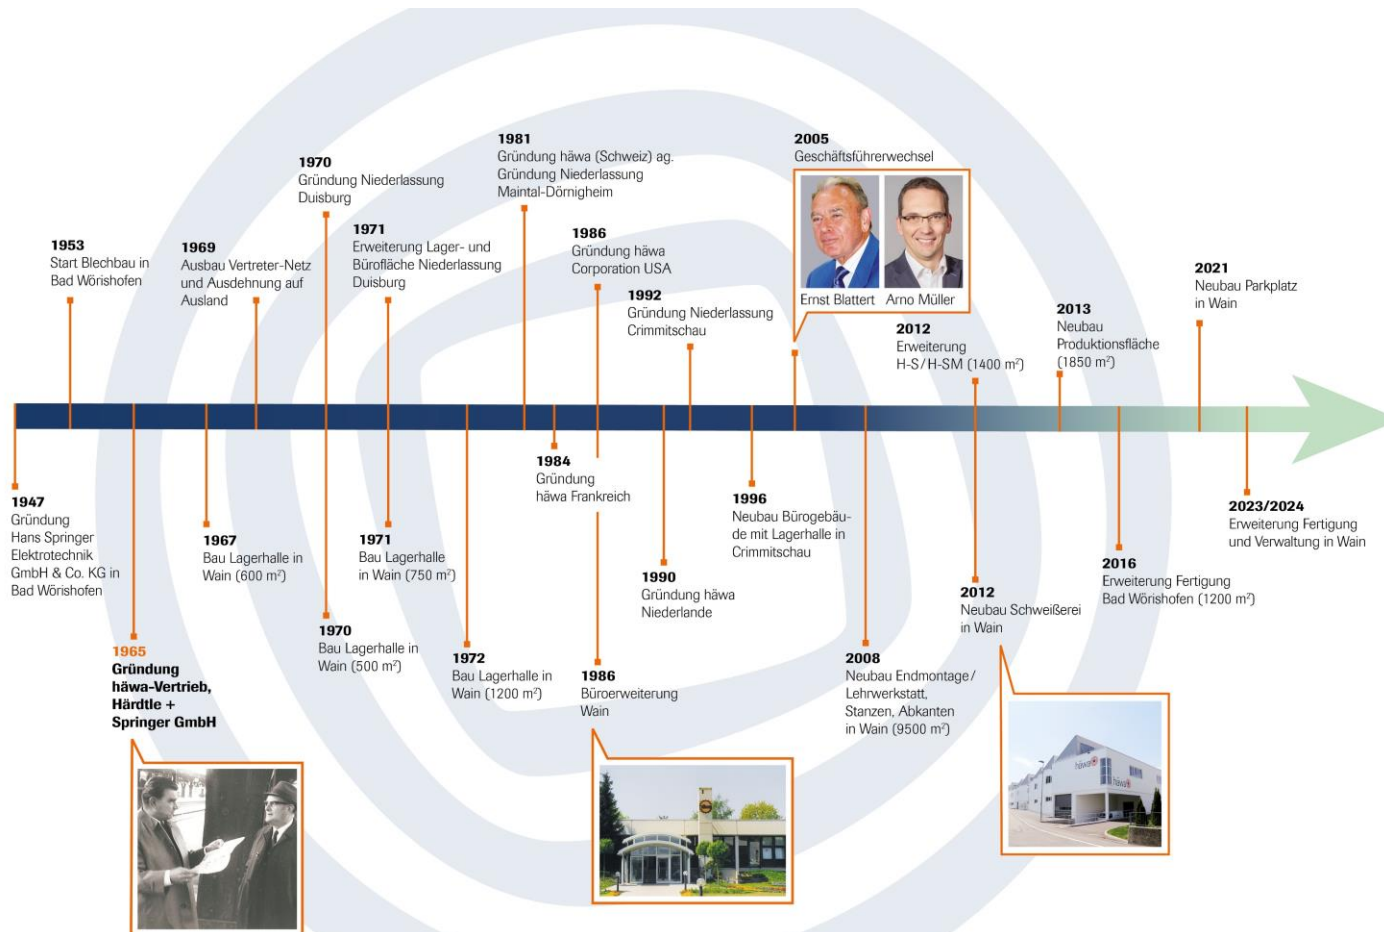 1981
Gründung häwa (Schweiz) ag.
Gründung Niederlassung
Maintal-Dörnigheim
2005
Geschäftsführerwechsel
Ernst Blattert
Arno Müller
1970
Gründung Niederlassung
Duisburg
1953
Start Blechbau in
Bad Wörishofen
1969
Ausbau Vertreter-Netz
und Ausdehnung auf
Ausland
1971
Erweiterung Lager- und
Bürofläche Niederlassung
Duisburg
1986
Gründung häwa
Corporation USA
1992
Gründung Niederlassung
Crimmitschau
2012
Erweiterung
H-S/H-SM (1400 m²)
2013
Neubau
Produktionsfläche
(1850 m²)
2021
Neubau Parkplatz
in Wain
1947
Gründung
Hans Springer
Elektrotechnik
GmbH & Co. KG in
Bad Wörishofen
1965
Gründung
häwa-Vertrieb,
Härdtle +
Springer GmbH
1967
Bau Lagerhalle in
Wain (600 m²)
1970
Bau Lagerhalle in
Wain (500 m²)
1971
Bau Lagerhalle
in Wain (750 m²)
1972
Bau Lagerhalle in
Wain (1200 m²)
1984
Gründung
häwa Frankreich
1986
Büroerweiterung
Wain
1990
Gründung häwa
Niederlande
1996
Neubau Bürogebäu-
de mit Lagerhalle in
Crimmitschau
2008
Neubau Endmontage/
Lehrwerkstatt,
Stanzen, Abkanten
in Wain (9500 m²)
2012
Neubau Schweißerei
in Wain
häwa
häwa
2016
Erweiterung Fertigung
Bad Wörishofen (1200 m²)
2023/2024
Erweiterung Fertigung
und Verwaltung in Wain